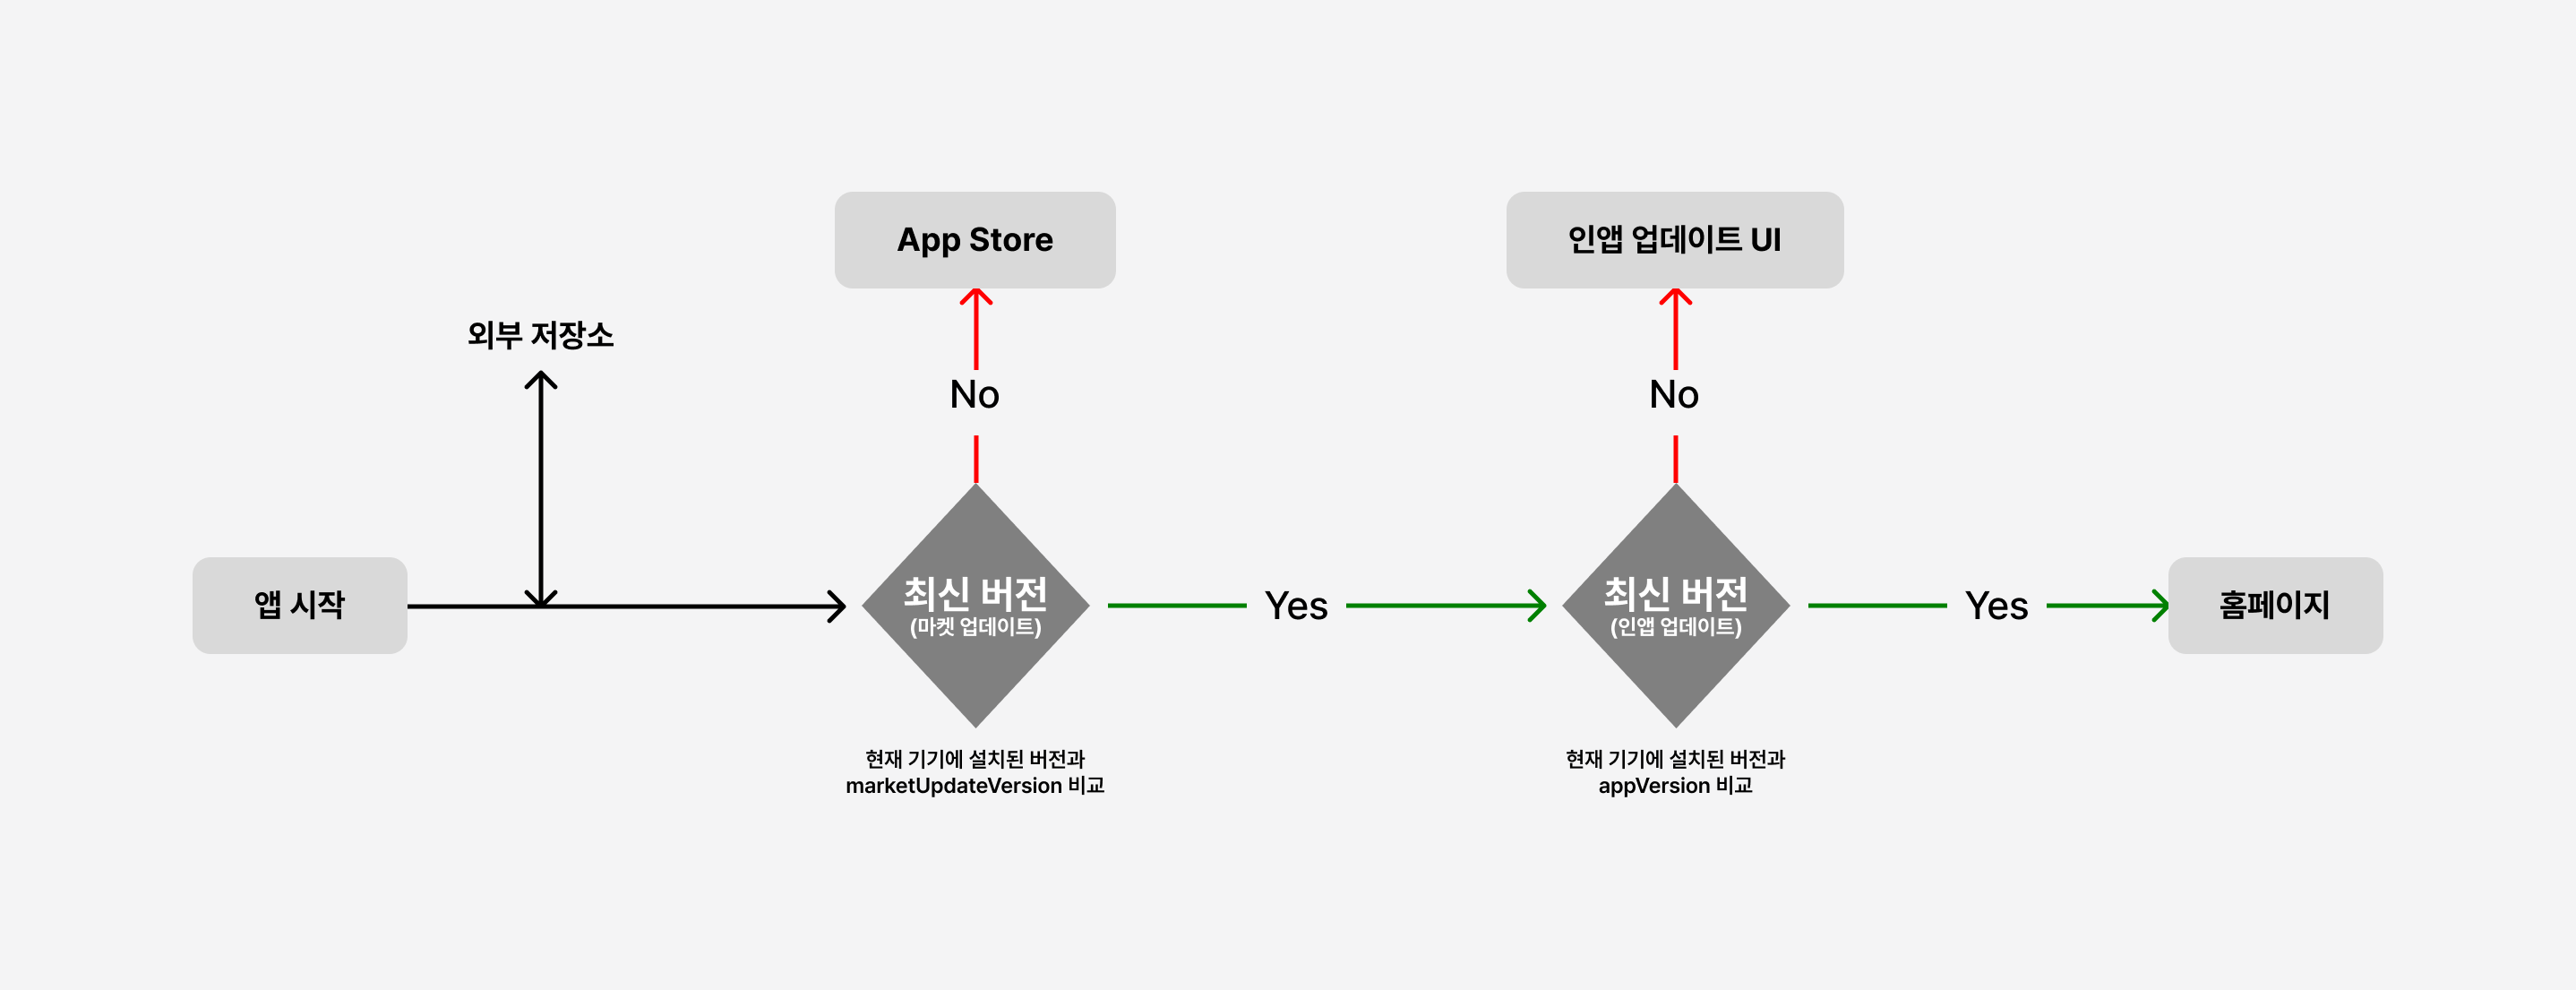 App Store
인앱 업데이트 UI
외부 저장소
No
No
앱 시작
최신 버전
(마켓 업데이트)
Yes
최신 버전
(인앱 업데이트)
Yes
홈페이지
현재 기기에 설치된 버전과
marketUpdateVersion 비교
현재 기기에 설치된 버전과
appVersion 비교